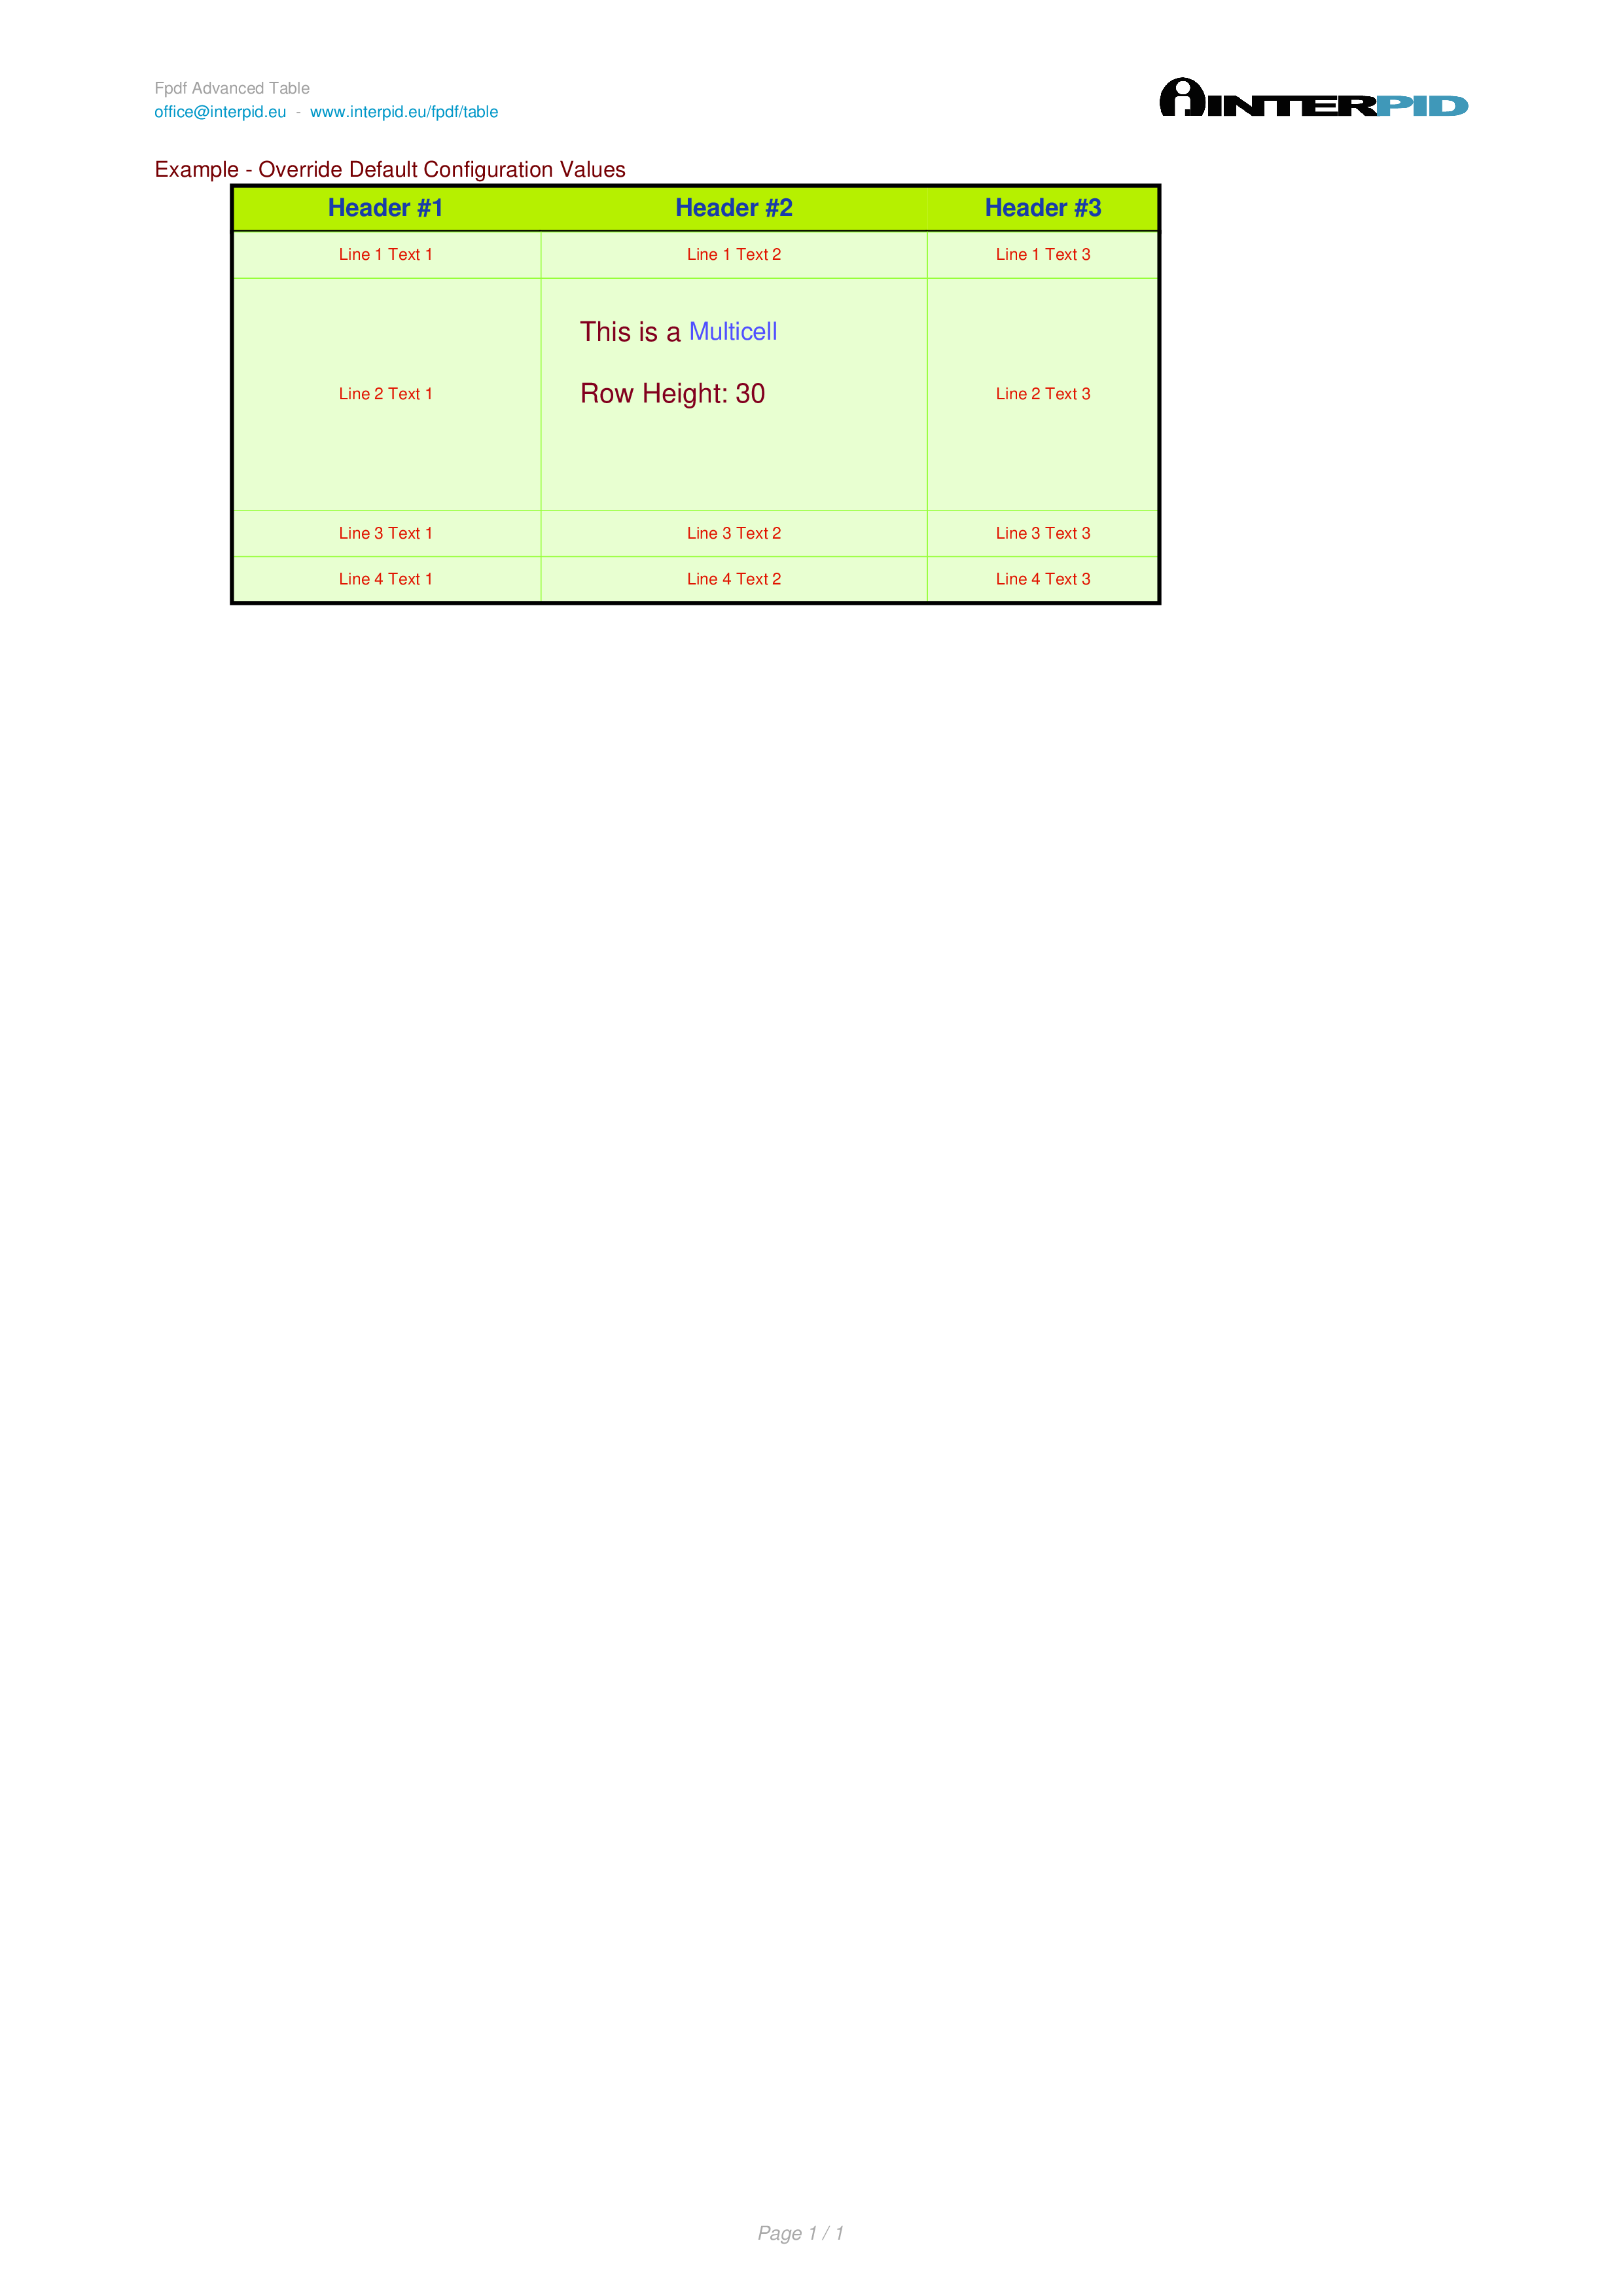 Fpdf Advanced Table
office@interpid.eu - www.interpid.eu/fpdf/table
INTERPID
Example - Override Default Configuration Values
Header #1 Header #2 Header #3
Line 1 Text 1 Line 1 Text 2 Line 1 Text 3
This is a Multicell
Line 2 Text 1 Row Height: 30 Line 2 Text 3
Line 3 Text 1 Line 3 Text 2 Line 3 Text 3
Line 4 Text 1 Line 4 Text 2 Line 4 Text 3
Page 1 / 1